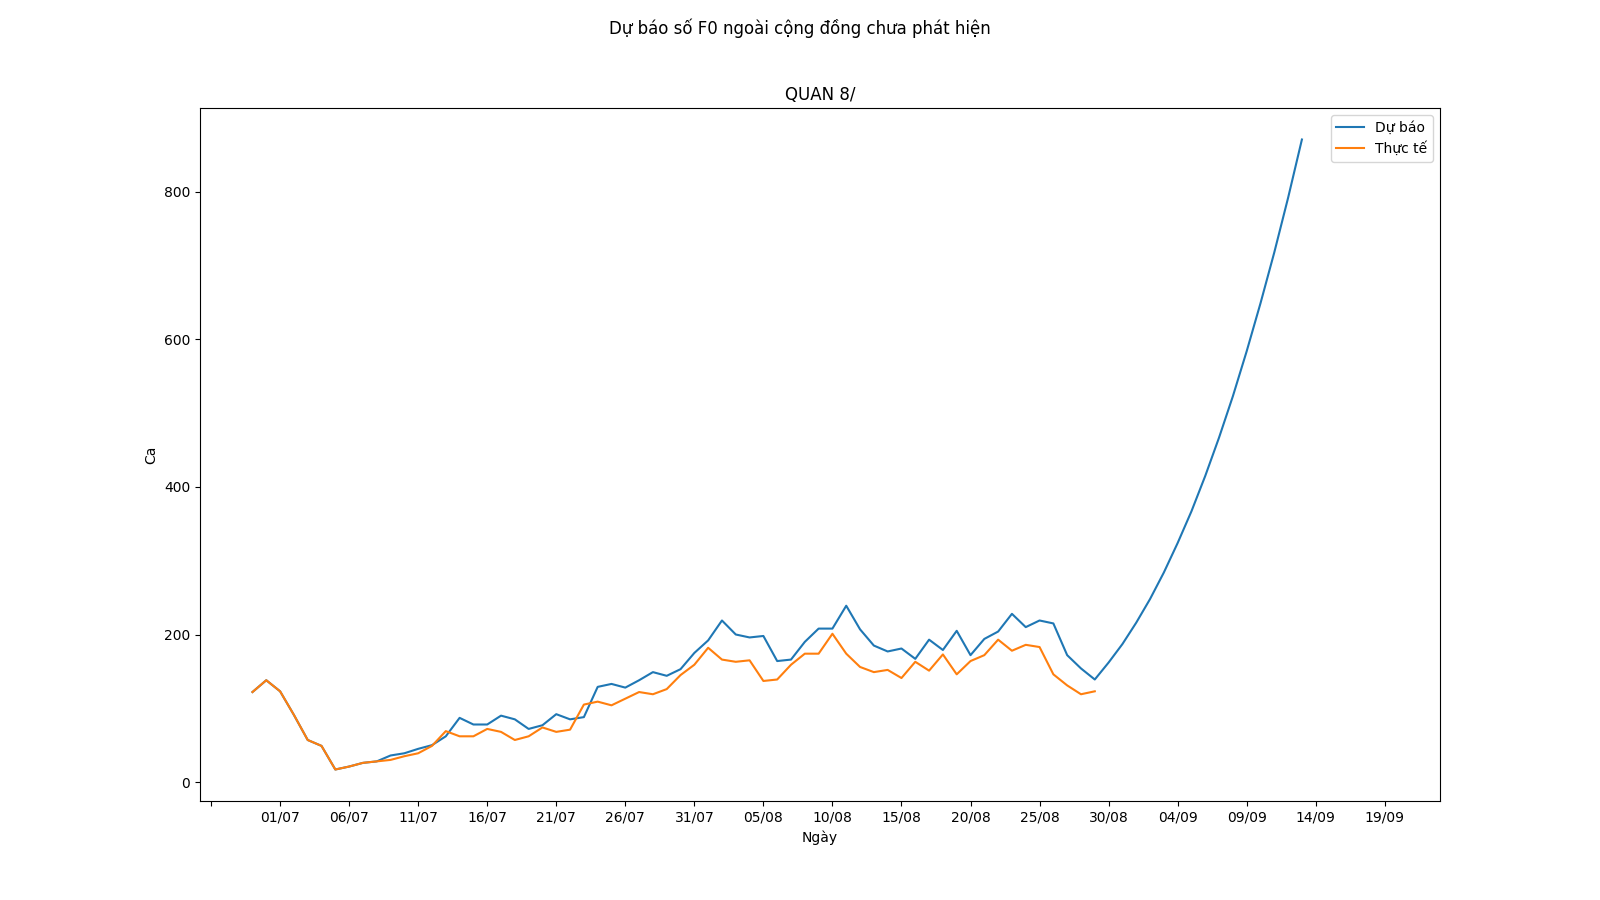 Dự báo số F0 ngoài cộng đồng chưa phát hiện
QUAN 8/
Dự báo
Thực tế
800
600
400
200
0
Ca
01/07 06/07 11/07 16/07 21/07 26/07 31/07 05/08 10/08 15/08 20/08 25/08 30/08 04/09 09/09 14/09 19/09
Ngày